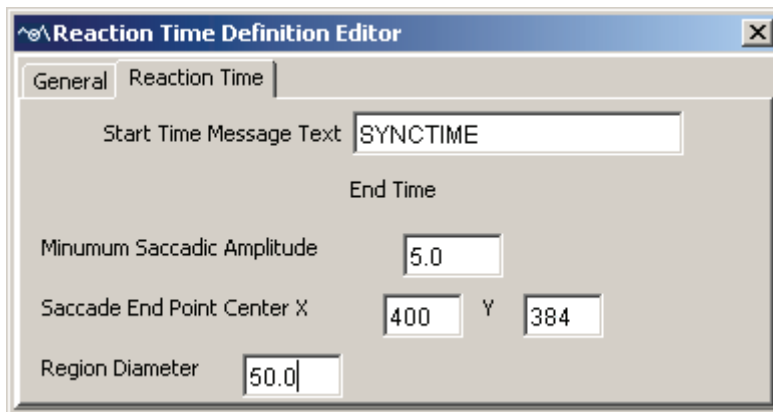 Reaction Time Definition Editor
General Reaction Time
Start Time Message Text SYNCTIME
End Time
Minumum Saccadic Amplitude 5.0
Saccade End Point Center X 400 Y 384
Region Diameter 50.0